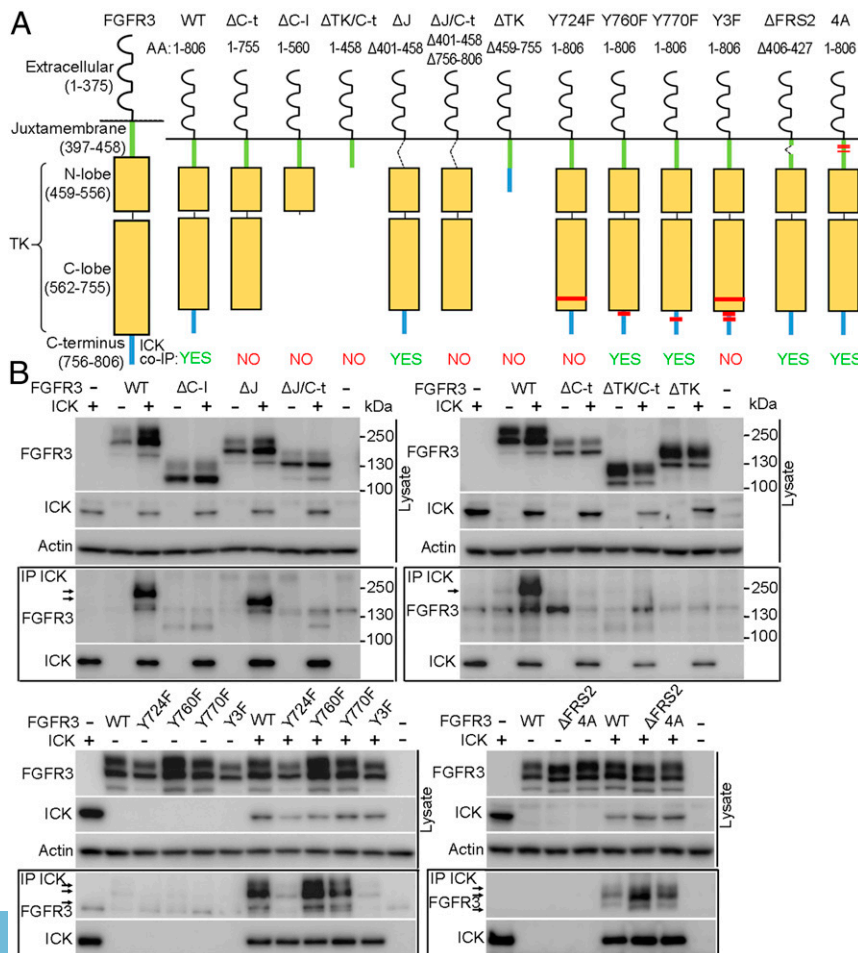 A
FGFR3 WT ΔC-t ΔC-l ΔTK/C-t ΔJ ΔJ/C-t ΔTK Y724F Y760F Y770F Y3F ΔFRS2 4A
AA: 1-806 1-755 1-560 1-458 Δ401-458 Δ401-458 Δ459-755 1-806 1-806 1-806 1-806 Δ406-427 1-806
Δ756-806
Extracellular
(1-375)
Juxtamembrane
(397-458)
N-lobe
(459-556)
TK
C-lobe
(562-755)
C-terminus
(756-806)
ICK
co-IP: YES NO NO NO YES NO NO NO YES YES NO YES YES
B
FGFR3 – WT ΔC-l ΔJ ΔJ/C-t –
ICK + – + – + – + – + – kDa
FGFR3
250
130
100
ICK
Actin
Lysate
IP ICK
FGFR3
250
130
100
ICK
FGFR3 – WT ΔC-t ΔTK/C-t ΔTK –
ICK + – + – + – + – + – kDa
FGFR3
250
130
100
ICK
Actin
Lysate
IP ICK
FGFR3
250
130
100
ICK
FGFR3 – WT Y724F Y760F Y770F Y3F WT Y724F Y760F Y770F Y3F –
ICK + – – – – – + + + + + –
FGFR3
ICK
Actin
Lysate
IP ICK
FGFR3
ICK
FGFR3 – WT ΔFRS2 4A WT ΔFRS2 4A –
ICK + – – – + + + –
FGFR3
ICK
Actin
Lysate
IP ICK
FGFR3
ICK